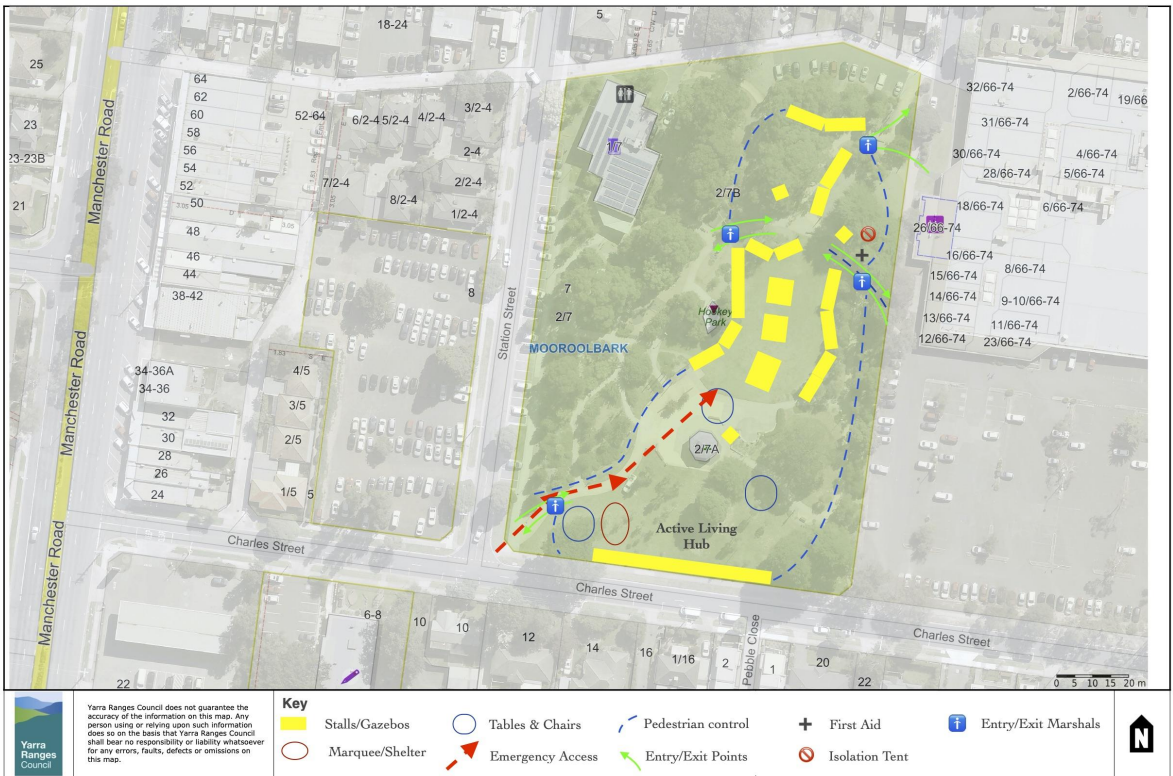 5
18-24
25
64
62
60
58
56
54
52
50
48
46
44
38-42
34-36A
34-36
32
30
28
26
24
23
23-23B
21
52-64
6/2-4
5/2-4
4/2-4
3/2-4
2-4
7/2-4
2/2-4
8/2-4
1/2-4
8
4/5
3/5
2/5
1/5
5
Manchester Road
Manchester Road
Manchester Road
Station Street
Charles Street
Charles Street
Charles Street
Pebble Close
7
2/7
2/7B
Hookey
Park
MOOROOLBARK
2/7A
Active Living
Hub
32/66-74
2/66-74
19/66
31/66-74
30/66-74
4/66-74
28/66-74
5/66-74
18/66-74
6/66-74
26/66-74
16/66-74
15/66-74
8/66-74
14/66-74
9-10/66-74
13/66-74
11/66-74
12/66-74
23/66-74
6-8
10
10
12
14
16
1/16
2
1
20
22
22
0 5 10 15 20 m
Yarra
Ranges
Council
Yarra Ranges Council does not guarantee the
accuracy of the information on this map. Any
person using or relying upon such information
does so on the basis that Yarra Ranges Council
shall bear no responsibility or liability whatsoever
for any errors, faults, defects or omissions on
this map.
Key
Stalls/Gazebos
Tables & Chairs
Pedestrian control
First Aid
Entry/Exit Marshals
Marquee/Shelter
Emergency Access
Entry/Exit Points
Isolation Tent
N